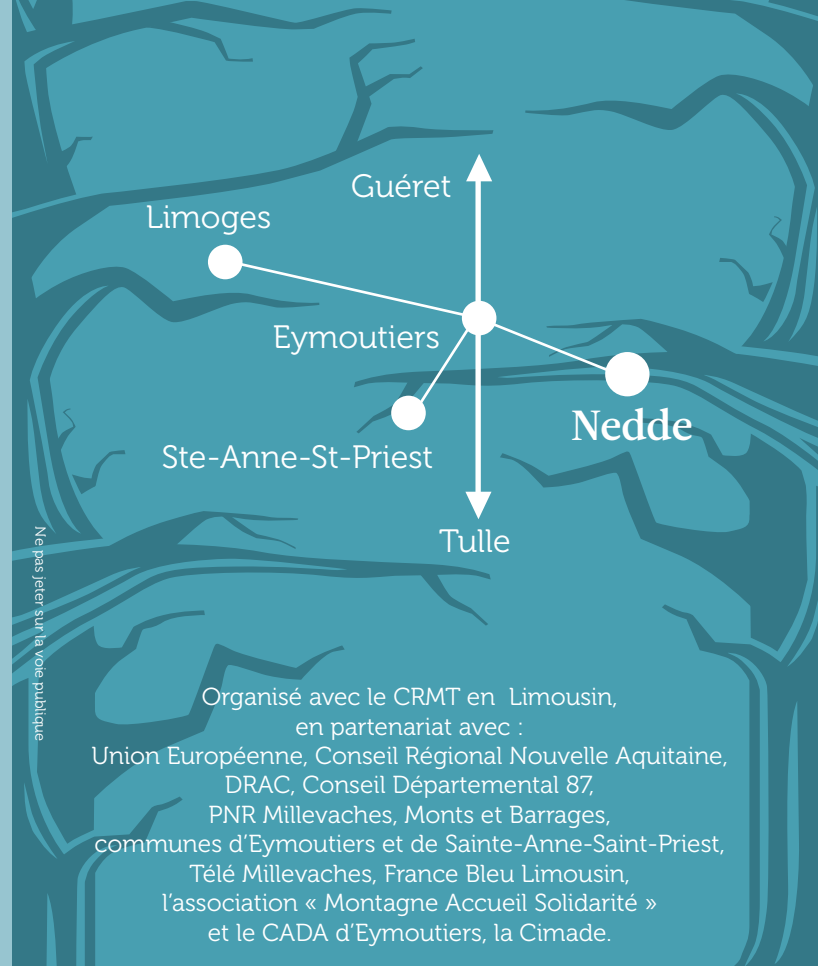 Guéret
Limoges
Eymoutiers
Nedde
Ste-Anne-St-Priest
Tulle
Ne pas jeter sur la voie publique
Organisé avec le CRMT en Limousin,
en partenariat avec :
Union Européenne, Conseil Régional Nouvelle Aquitaine,
DRAC, Conseil Départemental 87,
PNR Millevaches, Monts et Barrages,
communes d'Eymoutiers et de Sainte-Anne-Saint-Priest,
Télé Millevaches, France Bleu Limousin,
l'association « Montagne Accueil Solidarité »
et le CADA d'Eymoutiers, la Cimade.